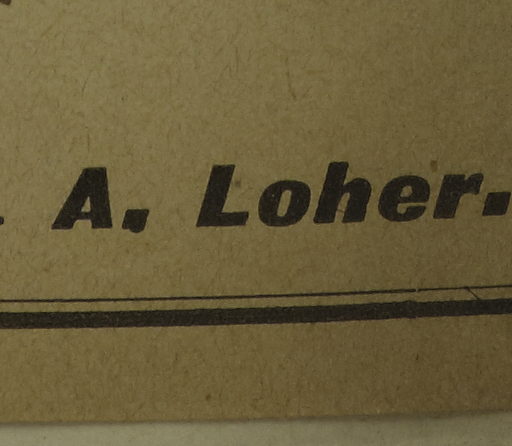 . A, Loher.